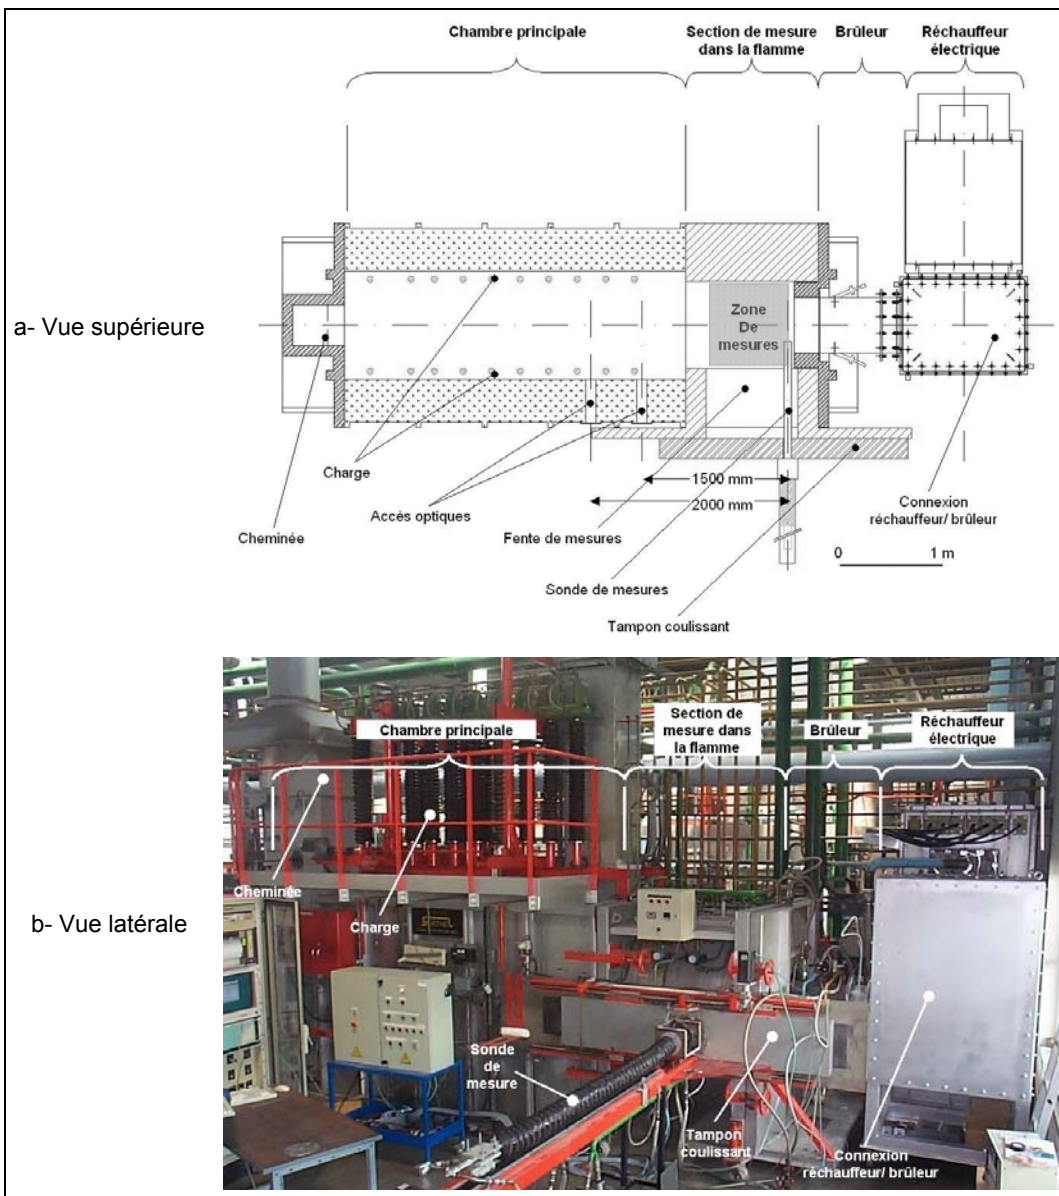 Chambre principale
Section de mesure
dans la flamme
Brûleur
Réchauffeur
électrique
a- Vue supérieure
Zone
De
mesures
Charge
Accès optiques
1500 mm
2000 mm
Cheminée
Fente de mesures
Connexion
réchauffeur/ brûleur
0
1 m
Sonde de mesures
Tampon coulissant
Chambre principale
Section de
mesure dans
la flamme
Brûleur
Réchauffeur
électrique
b- Vue latérale
Cheminée
Charge
Sonde
de
mesure
Tampon
coulissant
Connexion
réchauffeur/ brûleur